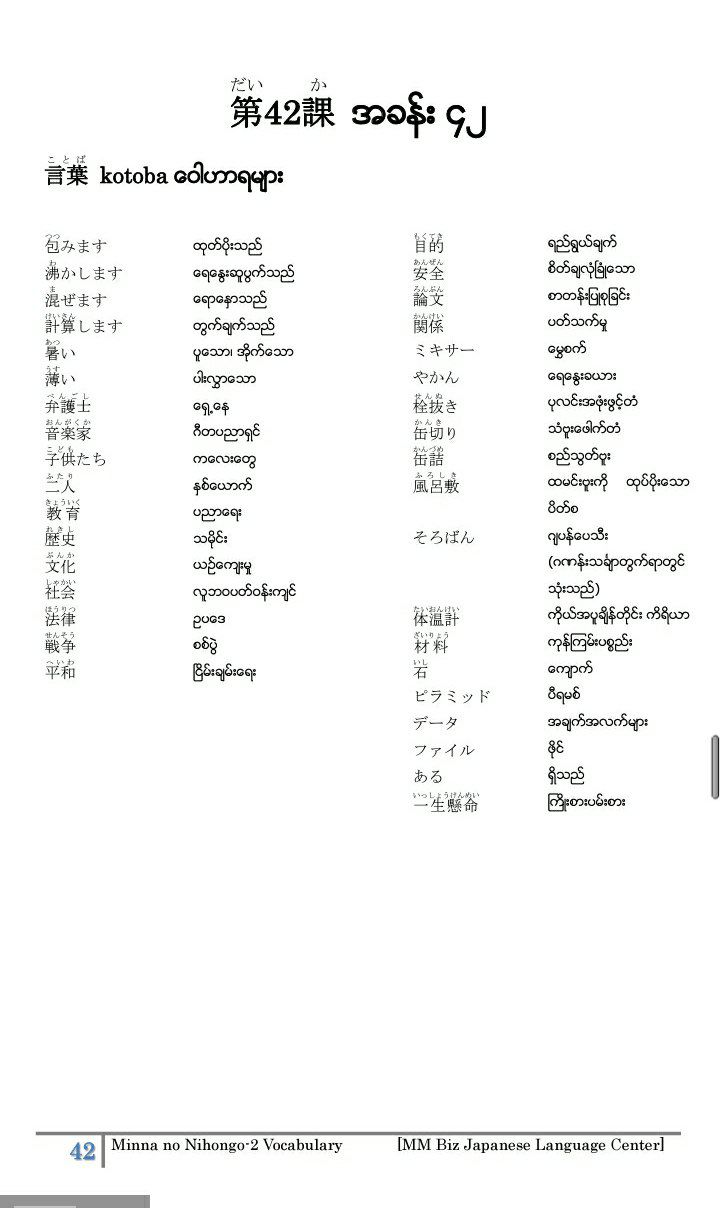 だい か
第42課 အခန်း ၄၂
ことば
言葉 kotoba ဝေါဟာရများ
つつ
包みます ထုတ်ပိုးသည်
わ
沸かします ရေနွေးဆူပွက်သည်
ま
混ぜます ရောနှောသည်
けいさん
計算します တွက်ချက်သည်
あつ
暑い ပူသော၊ အိုက်သော
うす
薄い ပါးလွှာသော
べんごし
弁護士 ရှေ့နေ
おんがくか
音楽家 ဂီတပညာရှင်
こども
子供たち ကလေးတွေ
ふたり
二人 နှစ်ယောက်
きょういく
教育 ပညာရေး
れきし
歴史 သမိုင်း
ぶんか
文化 ယဉ်ကျေးမှု
しゃかい
社会 လူဘဝပတ်ဝန်းကျင်
ほうりつ
法律 ဥပဒေ
せんそう
戦争 စစ်ပွဲ
へいわ
平和 ငြိမ်းချမ်းရေး
もくてき
目的 ရည်ရွယ်ချက်
あんぜん
安全 စိတ်ချလုံခြုံသော
ろんぶん
論文 စာတန်းပြုစုခြင်း
かんけい
関係 ပတ်သက်မှု
ミキサー မွှေစက်
やかん ရေနွေးခယား
せんぬ
栓抜き ပုလင်းအဖုံးဖွင့်တံ
かんき
缶切り သံဗူးဖေါက်တံ
かんづめ
缶詰 စည်သွတ်ဗူး
ふろしき
風呂敷 ထမင်းဗူးကို ထုပ်ပိုးသော
ပိတ်စ
そろばん ဂျပန်ပေသီး
(ဂဏန်းသင်္ချာတွက်ရာတွင်
သုံးသည်)
たいおんけい
体温計 ကိုယ်အပူချိန်တိုင်း ကိရိယာ
ざいりょう
材料 ကုန်ကြမ်းပစ္စည်း
いし
石 ကျောက်
ピラミッド ပီရမစ်
データ အချက်အလက်များ
ファイル ဖိုင်
ある ရှိသည်
いっしょうけんめい
一生懸命 ကြိုးစားပမ်းစား
42 Minna no Nihongo-2 Vocabulary [MM Biz Japanese Language Center]